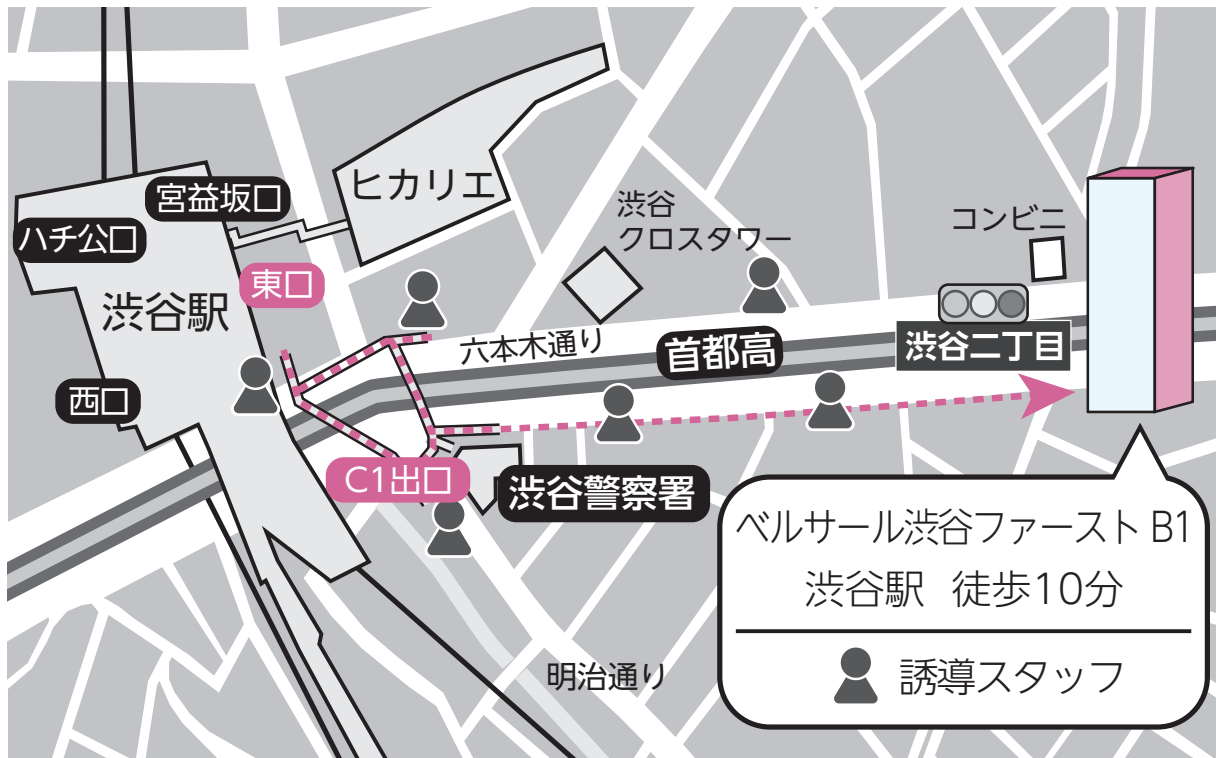 宮益坂口
ハチ公口
東口
渋谷駅
西口
ヒカリエ
渋谷
クロスタワー
コンビニ
六本木通り
首都高
渋谷二丁目
C1出口
渋谷警察署
明治通り
ベルサール渋谷ファースト B1
渋谷駅 徒歩10分
誘導スタッフ